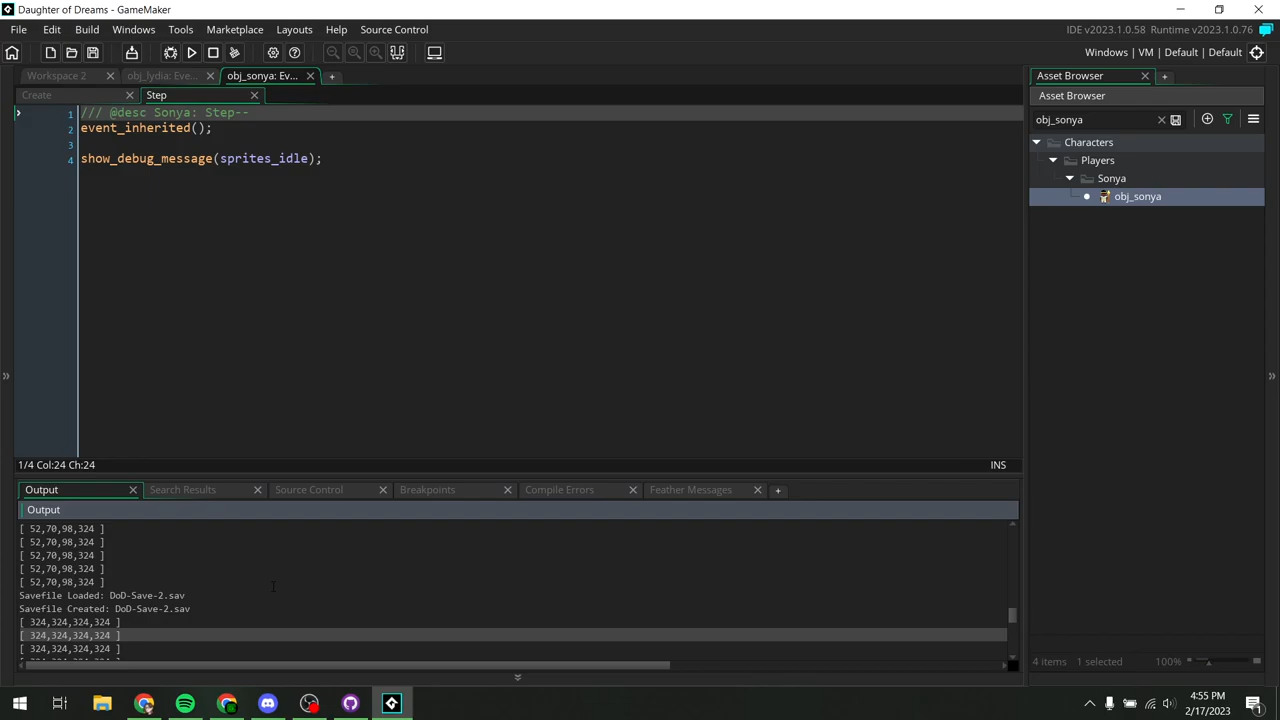 Daughter of Dreams - GameMaker
File Edit Build Windows Tools Marketplace Layouts Help Source Control
IDE v2023.1.0.58 Runtime v2023.1.0.76
Windows | VM | Default | Default
Workspace 2 obj_lydia: Eve... obj_sonya: Ev...
Create Step
1 /// @desc Sonya: Step--
2 event_inherited();
3
4 show_debug_message(sprites_idle);
1/4 Col:24 Ch:24 INS
Asset Browser
Asset Browser
obj_sonya
Characters
Players
Sonya
obj_sonya
4 items 1 selected 100%
Output Search Results Source Control Breakpoints Compile Errors Feather Messages
Output
[ 52,70,98,324 ]
[ 52,70,98,324 ]
[ 52,70,98,324 ]
[ 52,70,98,324 ]
[ 52,70,98,324 ]
Savefile Loaded: DoD-Save-2.sav
Savefile Created: DoD-Save-2.sav
[ 324,324,324,324 ]
[ 324,324,324,324 ]
[ 324,324,324,324 ]
4:55 PM
2/17/2023
1